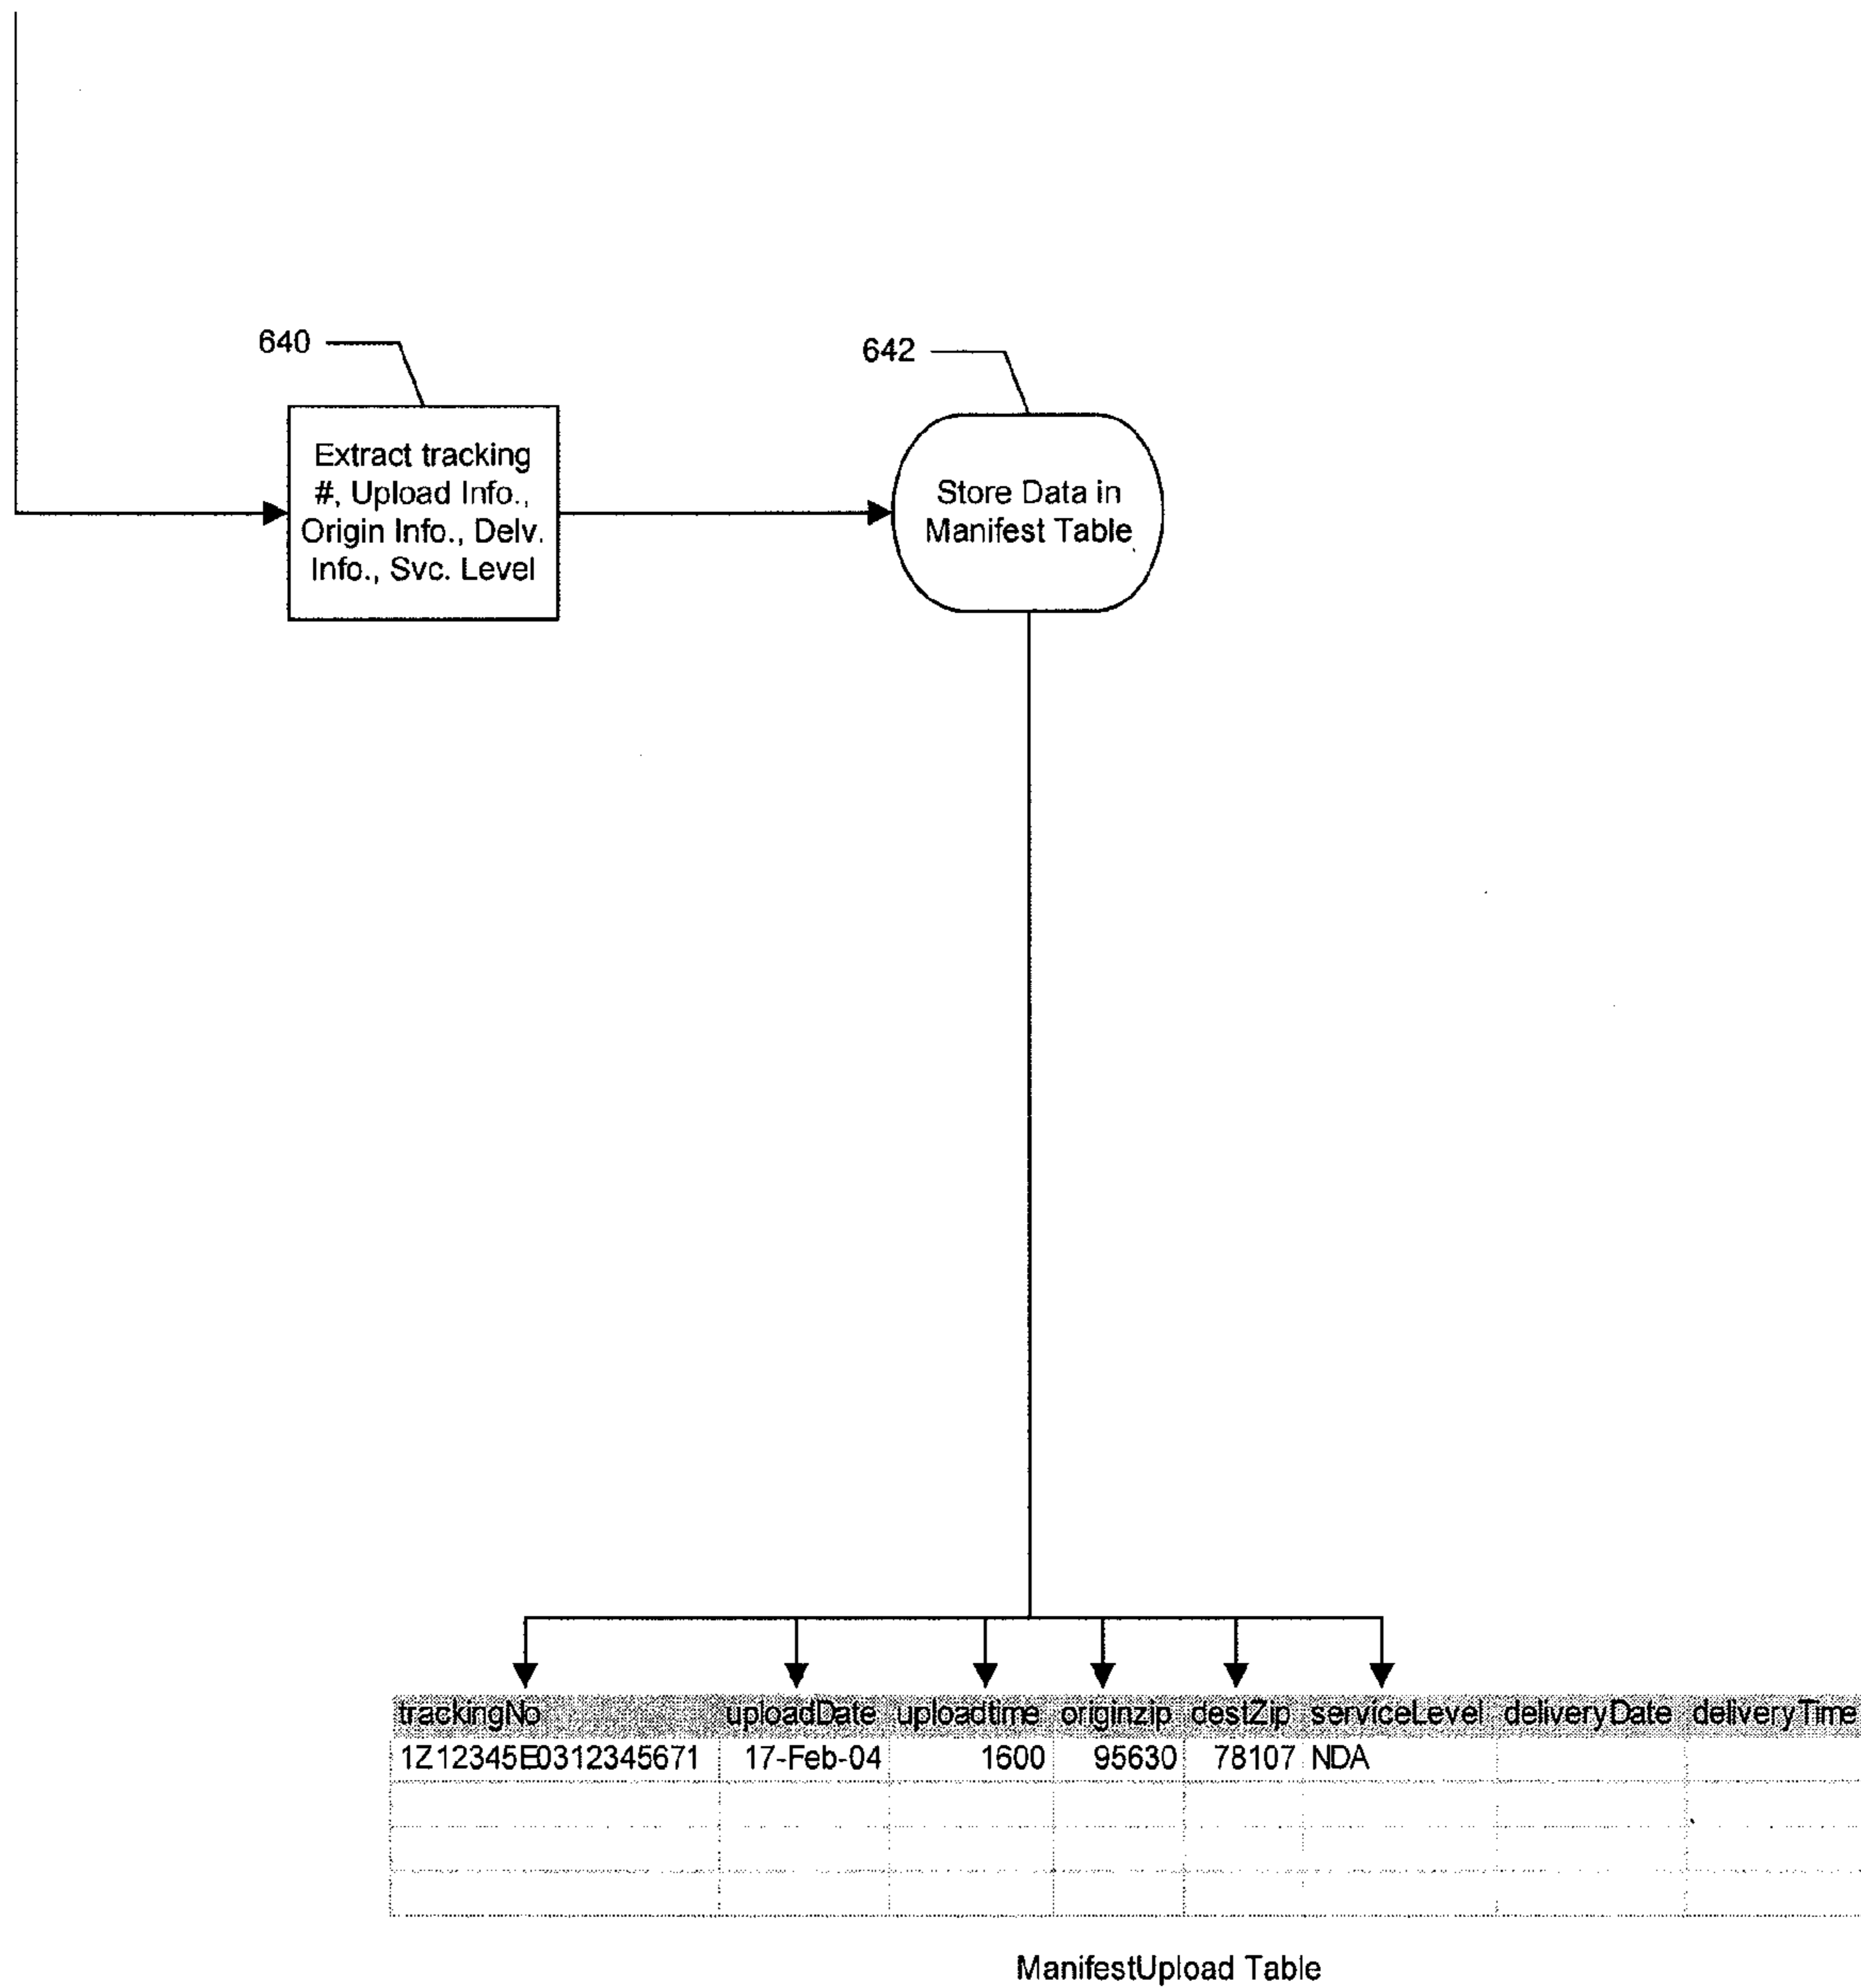 640
642
Extract tracking
#, Upload Info.,
Origin Info., Delv.
Info., Svc. Level
Store Data in
Manifest Table
trackingNo uploadDate uploadtime originzip destZip serviceLevel deliveryDate deliveryTime
1Z12345E0312345671 17-Feb-04 1600 95630 78107 NDA
ManifestUpload Table